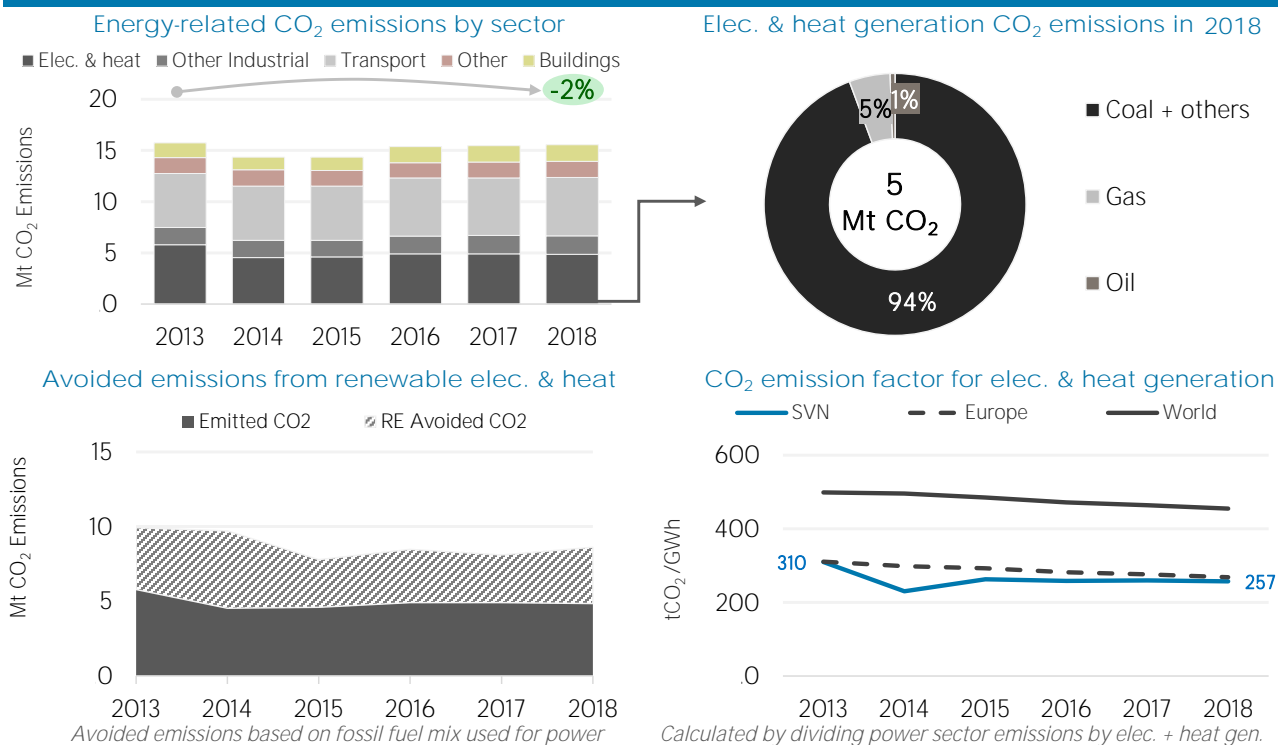 Energy-related CO₂ emissions by sector
Elec. & heat Other Industrial Transport Other Buildings
-2%
Mt CO₂ Emissions
20
15
10
5
.0
2013 2014 2015 2016 2017 2018
Elec. & heat generation CO₂ emissions in 2018
5%
1%
94%
5
Mt CO₂
Coal + others
Gas
Oil
Avoided emissions from renewable elec. & heat
Emitted CO2 RE Avoided CO2
Mt CO₂ Emissions
15
10
5
.0
2013 2014 2015 2016 2017 2018
Avoided emissions based on fossil fuel mix used for power
CO₂ emission factor for elec. & heat generation
SVN Europe World
tCO₂/GWh
600
400
200
.0
310
257
2013 2014 2015 2016 2017 2018
Calculated by dividing power sector emissions by elec. + heat gen.